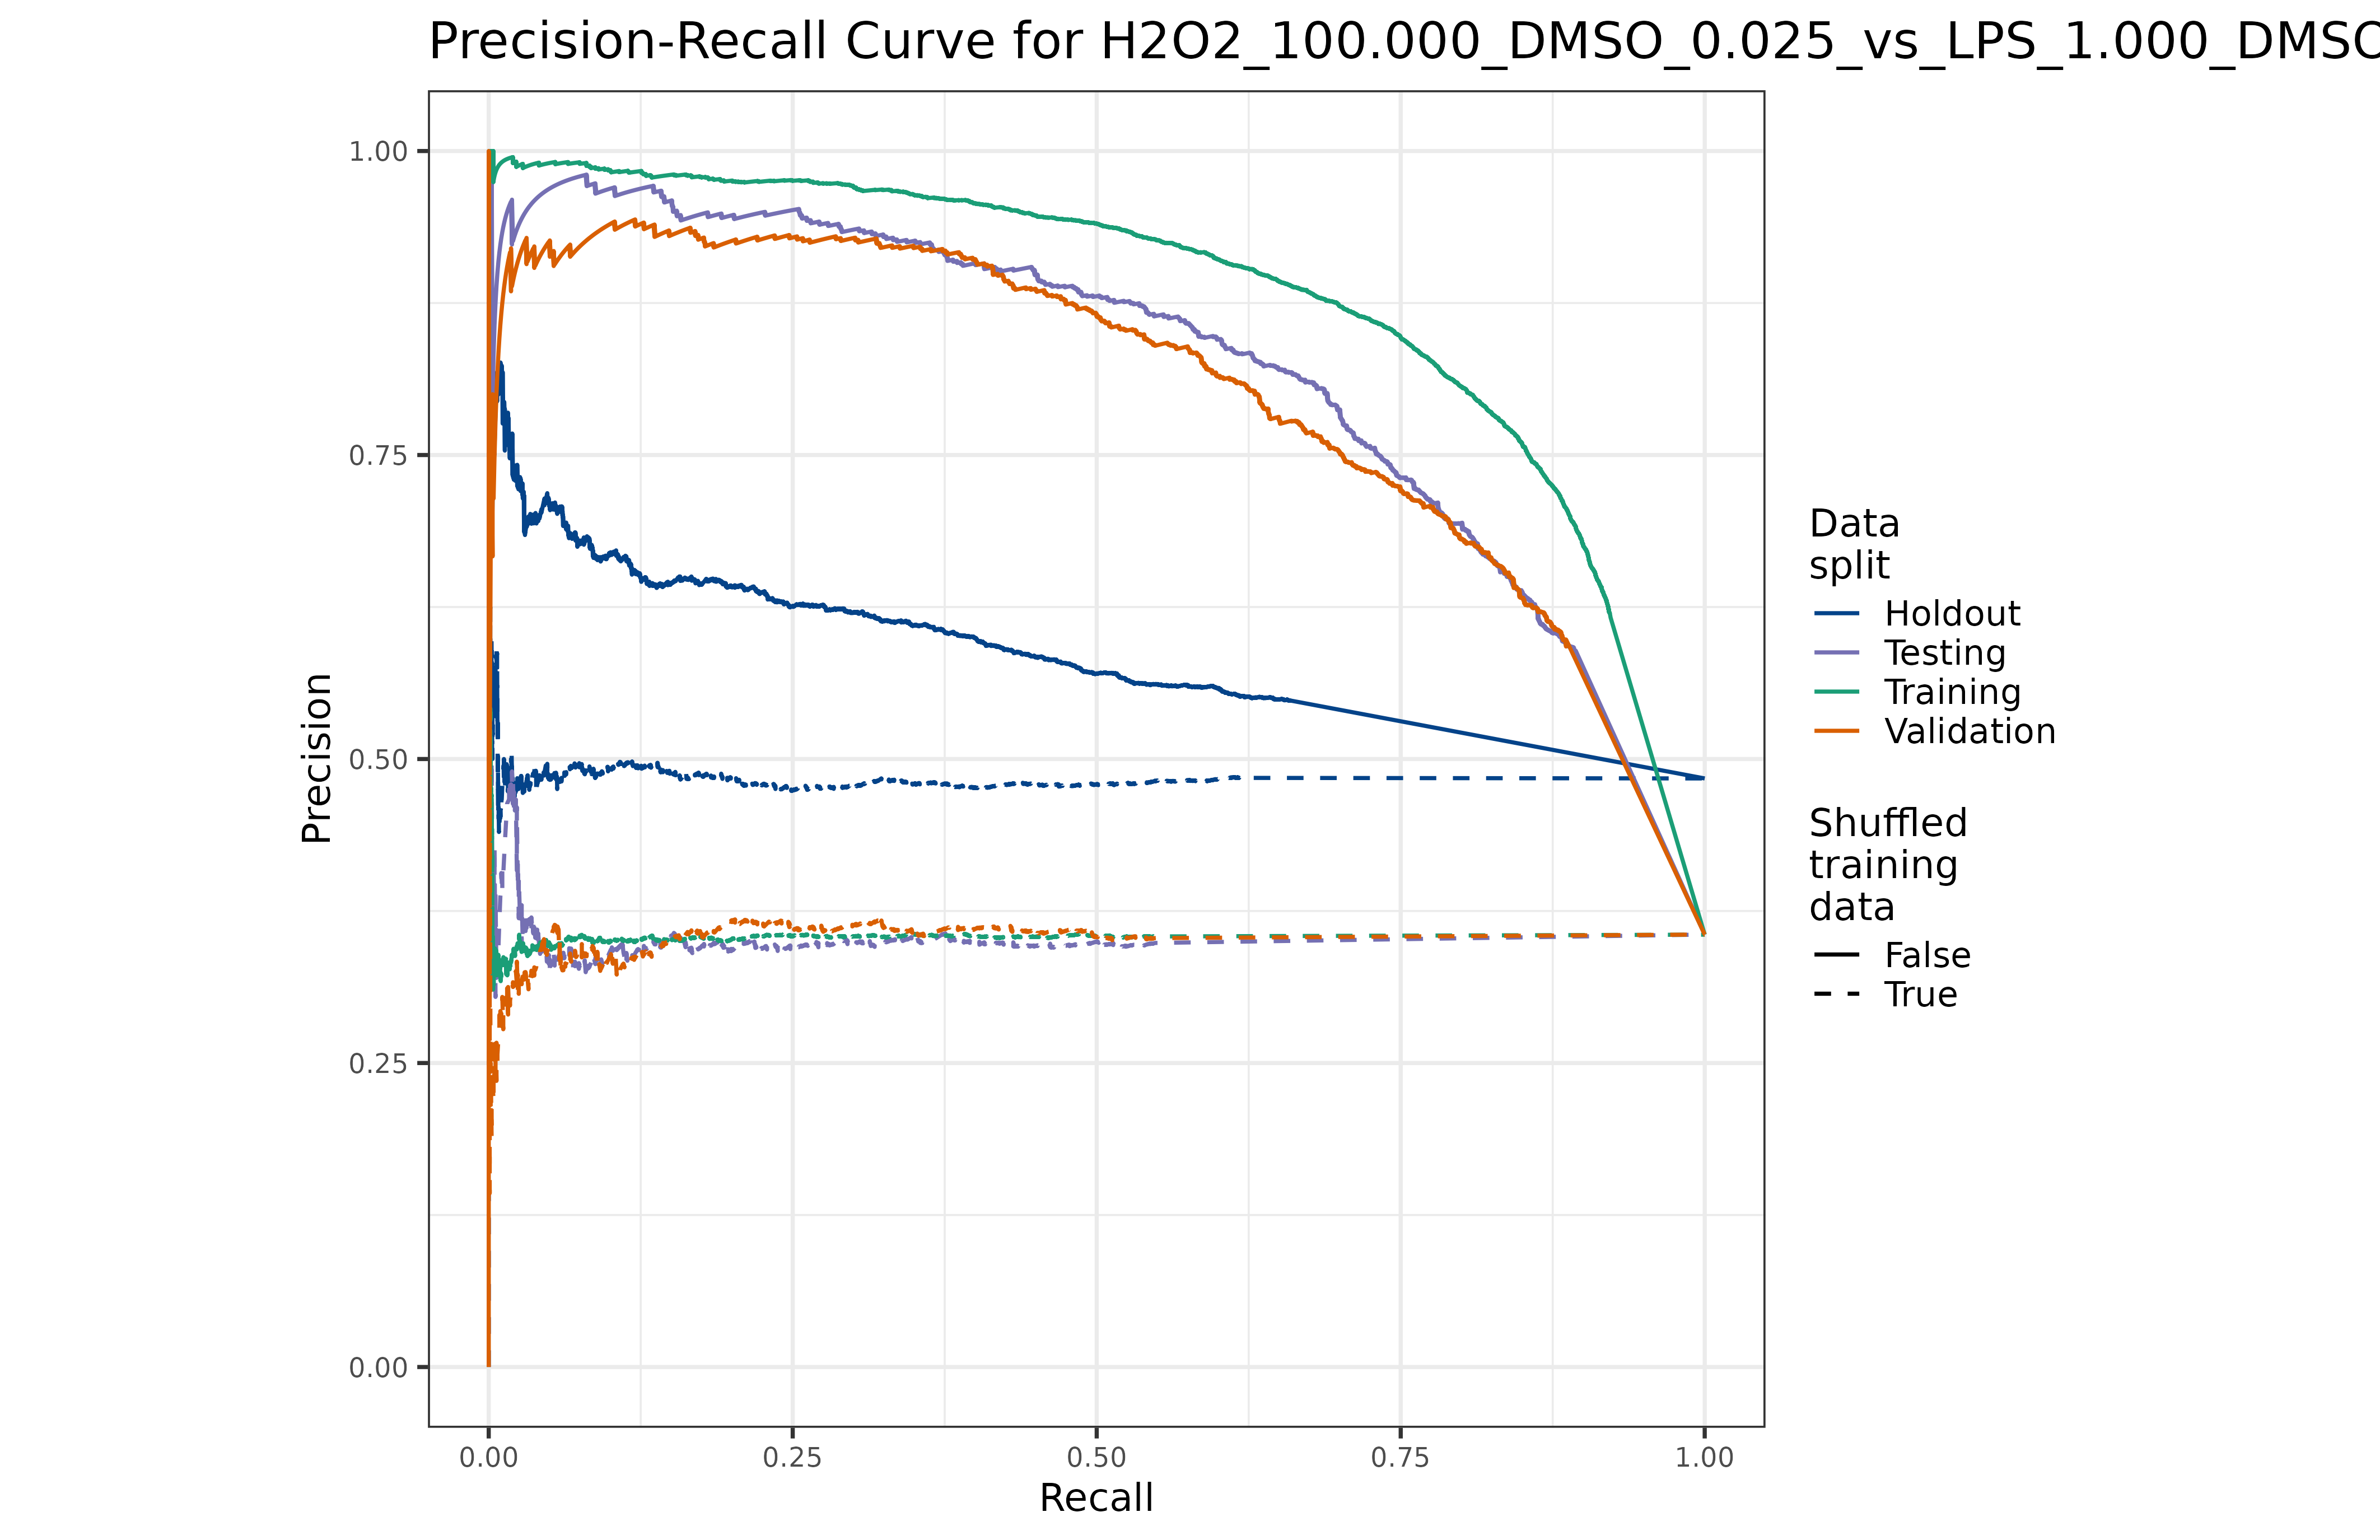 Precision-Recall Curve for H2O2_100.000_DMSO_0.025_vs_LPS_1.000_DMSO
Precision
1.00
0.75
0.50
0.25
0.00
0.00 0.25 0.50 0.75 1.00
Recall
Data
split
Holdout
Testing
Training
Validation
Shuffled
training
data
False
True